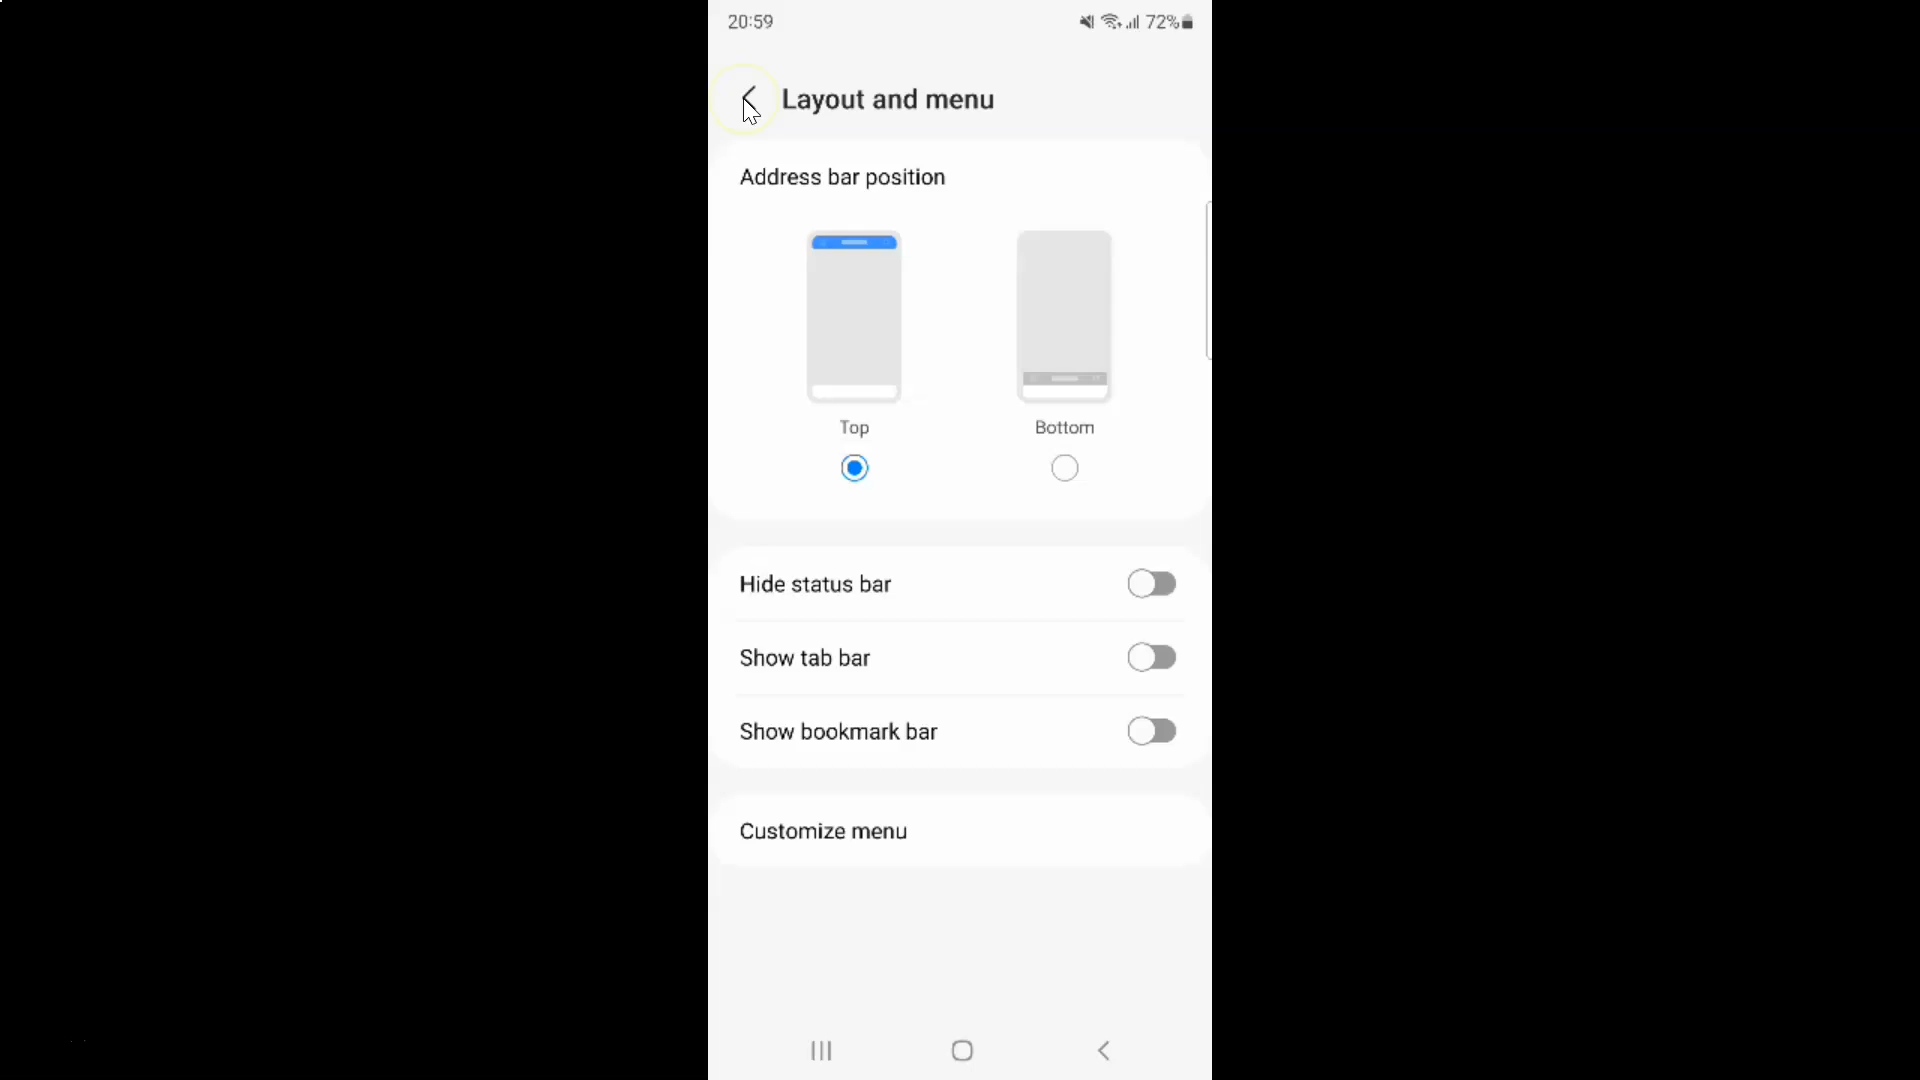 20:59
72%
Layout and menu
Address bar position
Top
Bottom
Hide status bar
Show tab bar
Show bookmark bar
Customize menu